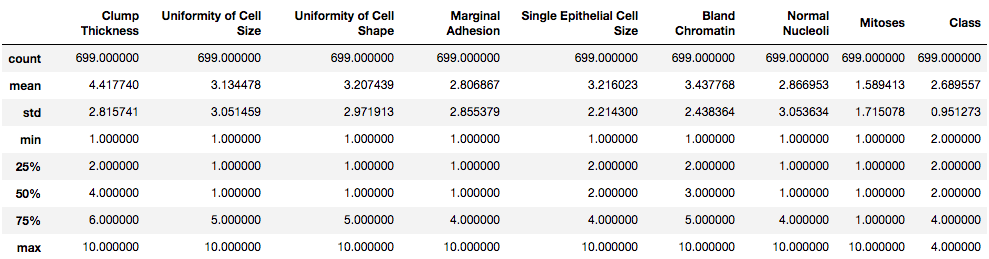 Clump Thickness Uniformity of Cell Size Uniformity of Cell Shape Marginal Adhesion Single Epithelial Cell Size Bland Chromatin Normal Nucleoli Mitoses Class
count 699.000000 699.000000 699.000000 699.000000 699.000000 699.000000 699.000000 699.000000 699.000000
mean 4.417740 3.134478 3.207439 2.806867 3.216023 3.437768 2.866953 1.589413 2.689557
std 2.815741 3.051459 2.971913 2.855379 2.214300 2.438364 3.053634 1.715078 0.951273
min 1.000000 1.000000 1.000000 1.000000 1.000000 1.000000 1.000000 1.000000 2.000000
25% 2.000000 1.000000 1.000000 1.000000 2.000000 2.000000 1.000000 1.000000 2.000000
50% 4.000000 1.000000 1.000000 1.000000 2.000000 3.000000 1.000000 1.000000 2.000000
75% 6.000000 5.000000 5.000000 4.000000 4.000000 5.000000 4.000000 1.000000 4.000000
max 10.000000 10.000000 10.000000 10.000000 10.000000 10.000000 10.000000 10.000000 4.000000